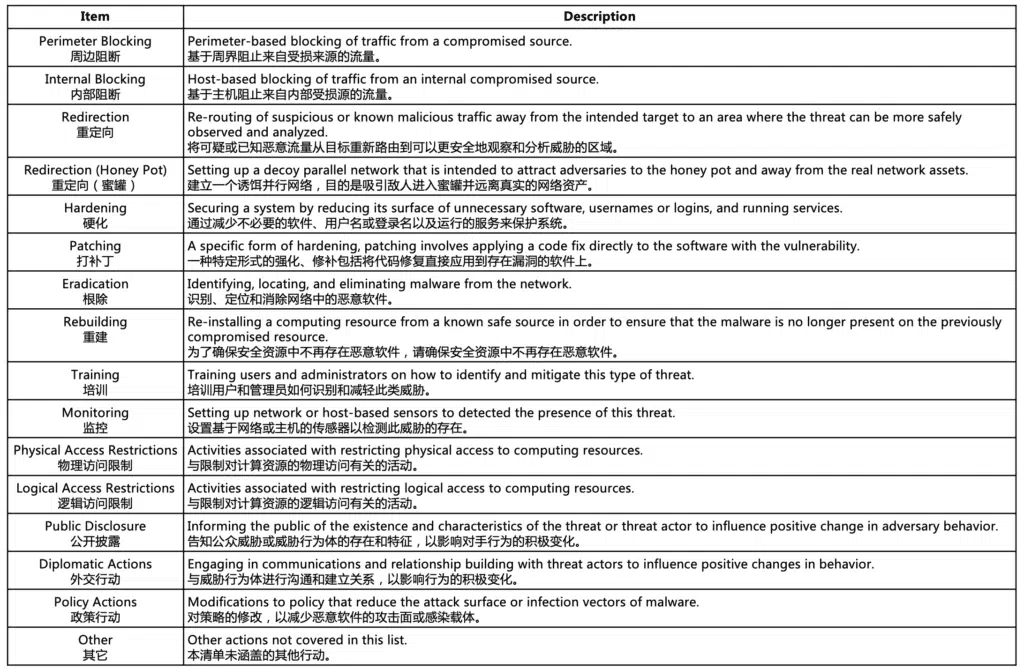 Item Description
Perimeter Blocking
周边阻断
Perimeter-based blocking of traffic from a compromised source.
基于周界阻止来自受损来源的流量。
Internal Blocking
内部阻断
Host-based blocking of traffic from an internal compromised source.
基于主机阻止来自内部受损源的流量。
Redirection
重定向
Re-routing of suspicious or known malicious traffic away from the intended target to an area where the threat can be more safely
observed and analyzed.
将可疑或已知恶意流量从目标重新路由到可以更安全地观察和分析威胁的区域。
Redirection (Honey Pot)
重定向（蜜罐）
Setting up a decoy parallel network that is intended to attract adversaries to the honey pot and away from the real network assets.
建立一个诱饵并行网络，目的是吸引敌人进入蜜罐并远离真实的网络资产。
Hardening
硬化
Securing a system by reducing its surface of unnecessary software, usernames or logins, and running services.
通过减少不必要的软件、用户名或登录名以及运行的服务来保护系统。
Patching
打补丁
A specific form of hardening, patching involves applying a code fix directly to the software with the vulnerability.
一种特定形式的强化、修补包括将代码修复直接应用到存在漏洞的软件上。
Eradication
根除
Identifying, locating, and eliminating malware from the network.
识别、定位和消除网络中的恶意软件。
Rebuilding
重建
Re-installing a computing resource from a known safe source in order to ensure that the malware is no longer present on the previously
compromised resource.
为了确保安全资源中不再存在恶意软件，请确保安全资源中不再存在恶意软件。
Training
培训
Training users and administrators on how to identify and mitigate this type of threat.
培训用户和管理员如何识别和减轻此类威胁。
Monitoring
监控
Setting up network or host-based sensors to detected the presence of this threat.
设置基于网络或主机的传感器以检测此威胁的存在。
Physical Access Restrictions
物理访问限制
Activities associated with restricting physical access to computing resources.
与限制对计算资源的物理访问有关的活动。
Logical Access Restrictions
逻辑访问限制
Activities associated with restricting logical access to computing resources.
与限制对计算资源的逻辑访问有关的活动。
Public Disclosure
公开披露
Informing the public of the existence and characteristics of the threat or threat actor to influence positive change in adversary behavior.
告知公众威胁或威胁行为体的存在和特征，以影响对手行为的积极变化。
Diplomatic Actions
外交行动
Engaging in communications and relationship building with threat actors to influence positive changes in behavior.
与威胁行为体进行沟通和建立关系，以影响行为的积极变化。
Policy Actions
政策行动
Modifications to policy that reduce the attack surface or infection vectors of malware.
对策略的修改，以减少恶意软件的攻击面或感染载体。
Other
其它
Other actions not covered in this list.
本清单未涵盖的其他行动。